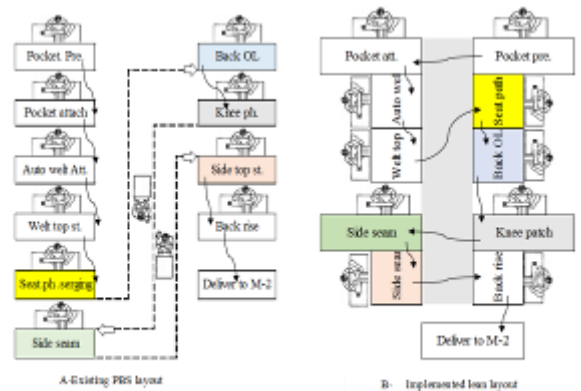 Pocket. Pre.
Pocket attach
Auto welt Att.
Welt top st.
Seat.ph.serging
Side seam
Back OL
Knee ph.
Side top st.
Back rise
Deliver to M-2
A-Existing PBS layout
Pocket att.
Pocket pre.
Auto wel
Seat path
Welt top
Back OL
Side seam
Knee patch
Side sea
Back rise
Deliver to M-2
B- Implemented lean layout